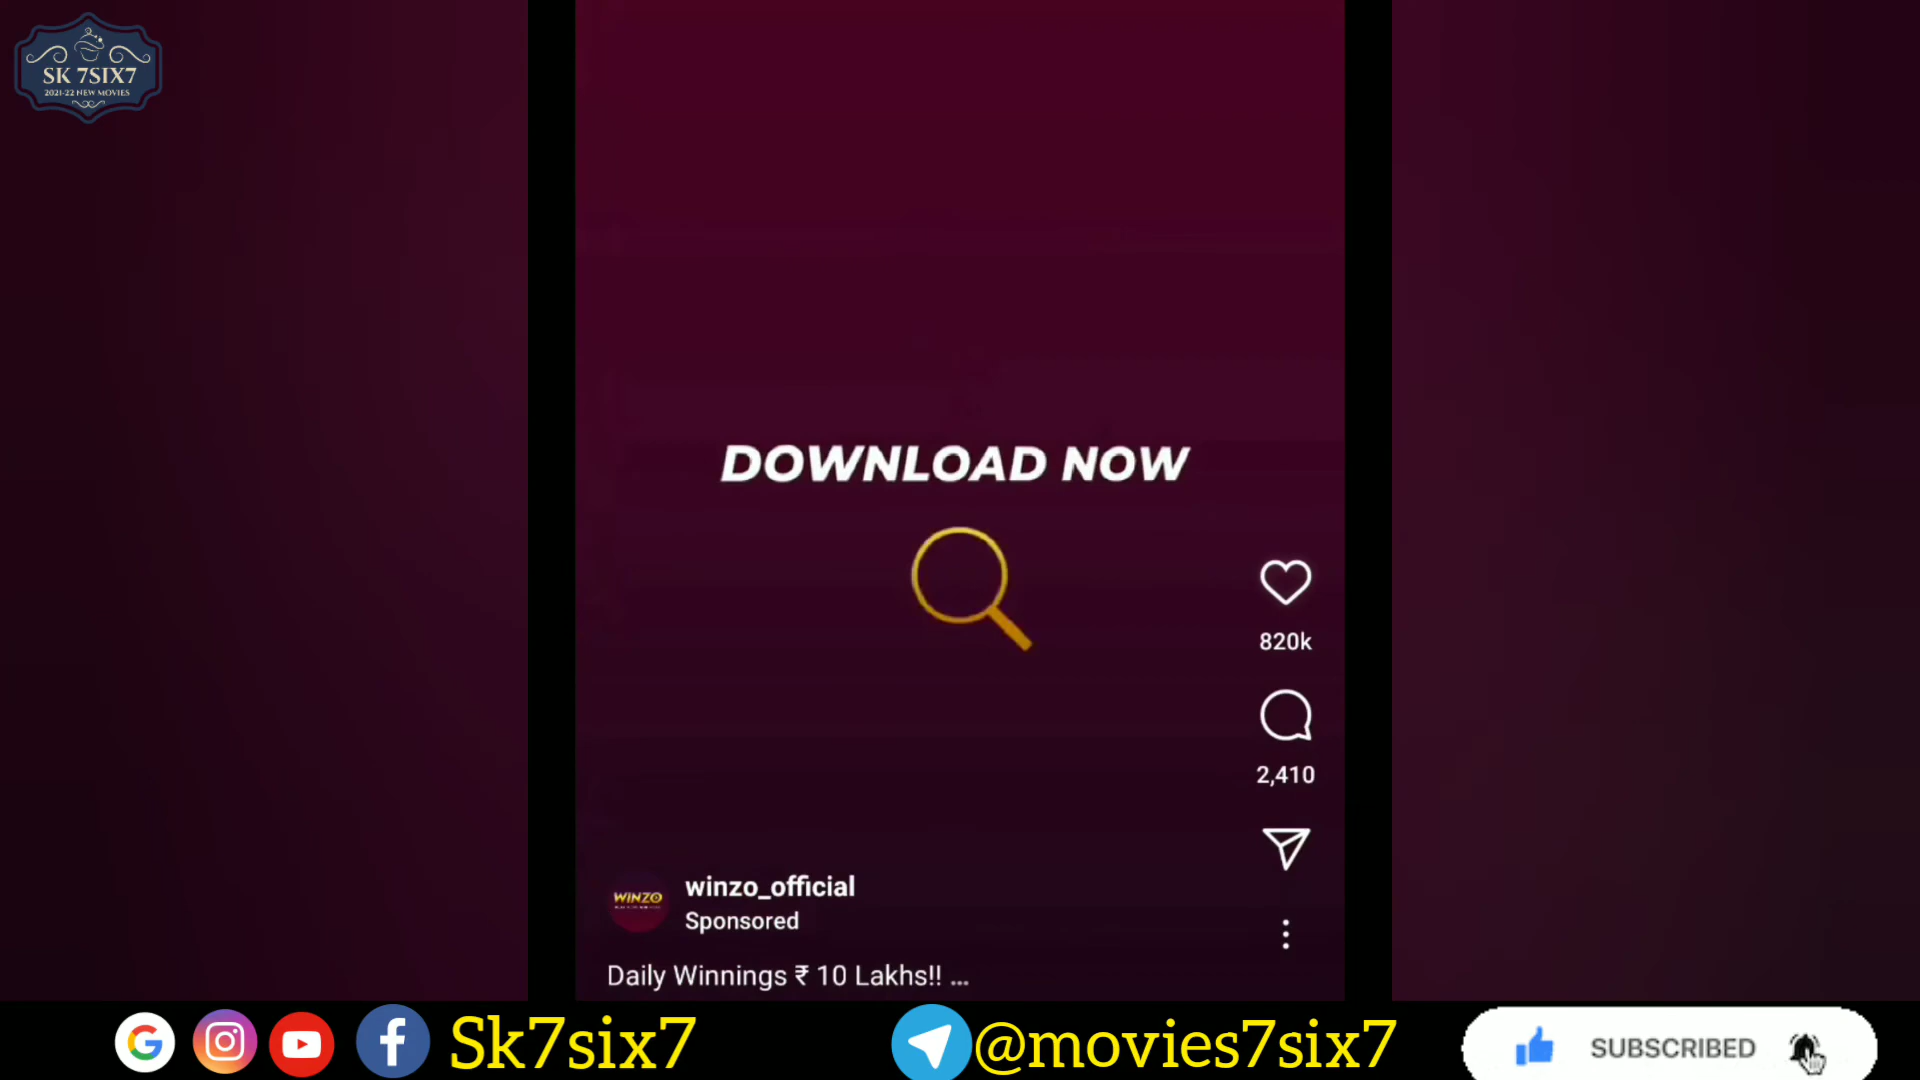 SK 7SIX7
2021-22 NEW MOVIES
DOWNLOAD NOW
820k
2,410
WINZO
winzo_official
Sponsored
Daily Winnings ₹ 10 Lakhs!! ...
Sk7six7
@movies7six7
SUBSCRIBED